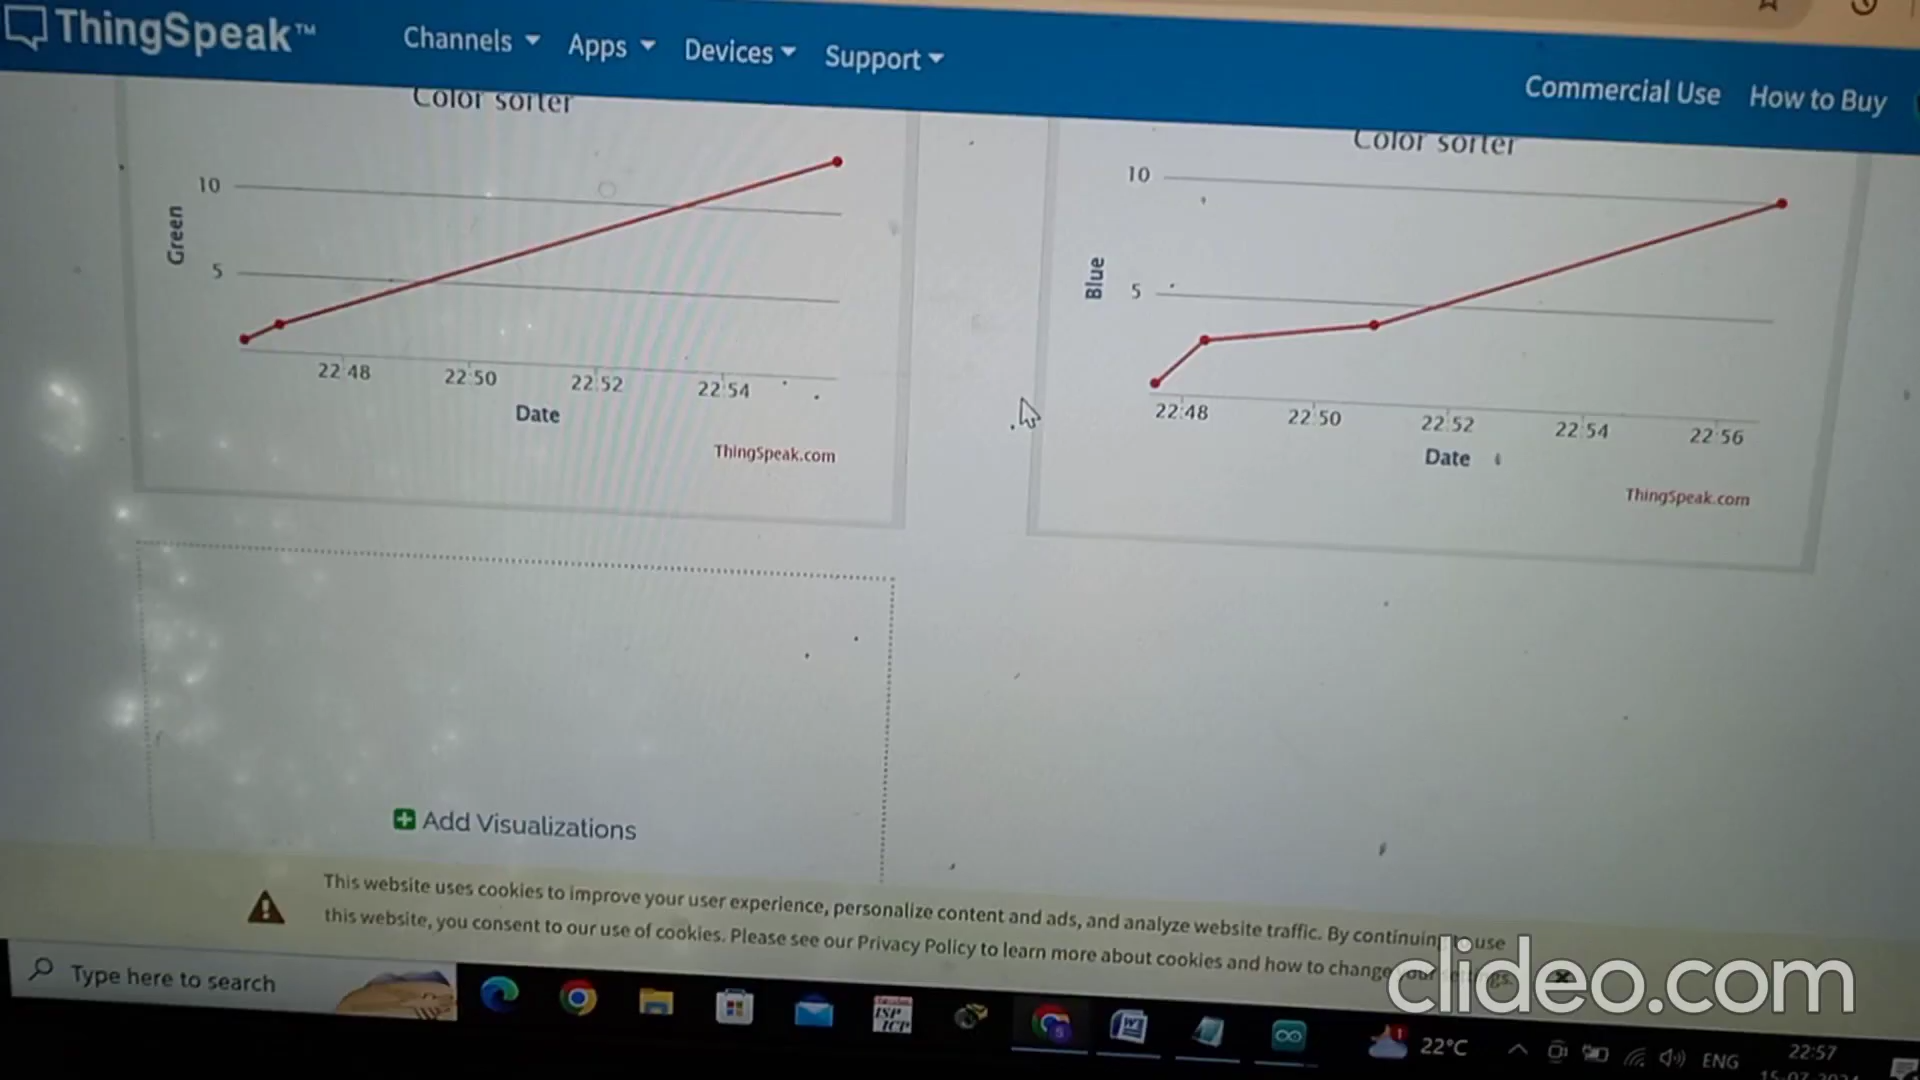 ThingSpeak™
Channels
Apps
Devices
Support
Commercial Use
How to Buy
Color sorter
10
5
Green
22:48
22:50
22:52
22:54
Date
ThingSpeak.com
Color sorter
10
5
Blue
22:48
22:50
22:52
22:54
22:56
Date
ThingSpeak.com
Add Visualizations
This website uses cookies to improve your user experience, personalize content and ads, and analyze website traffic. By continuing to use
this website, you consent to our use of cookies. Please see our Privacy Policy to learn more about cookies and how to change your settings.
clideo.com
Type here to search
ISP
ICP
W
1
22°C
ENG
22:57